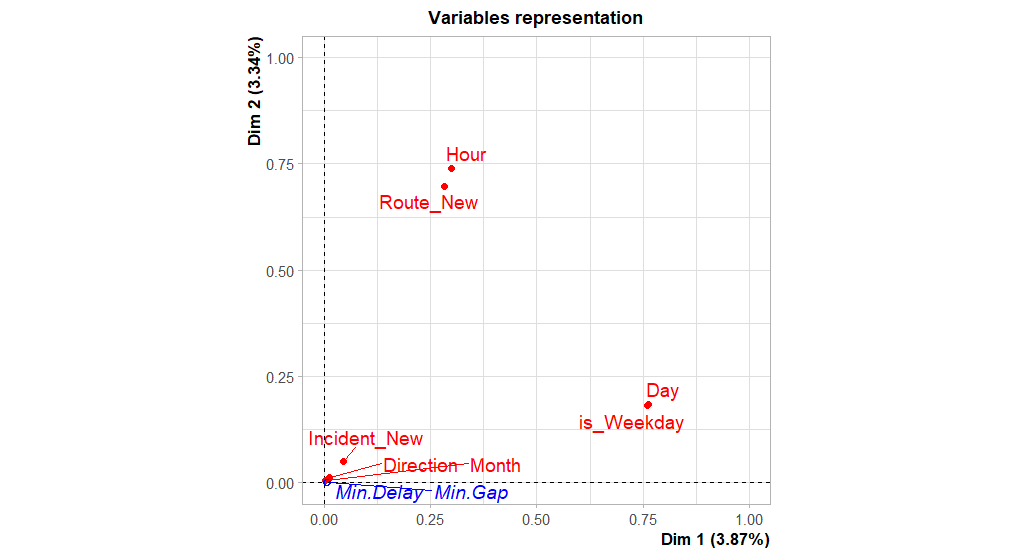 Variables representation
Dim 2 (3.34%)
1.00
0.75
0.50
0.25
0.00
Hour
Route_New
Day
is_Weekday
Incident_New
Direction Month
Min.Delay Min.Gap
0.00 0.25 0.50 0.75 1.00
Dim 1 (3.87%)